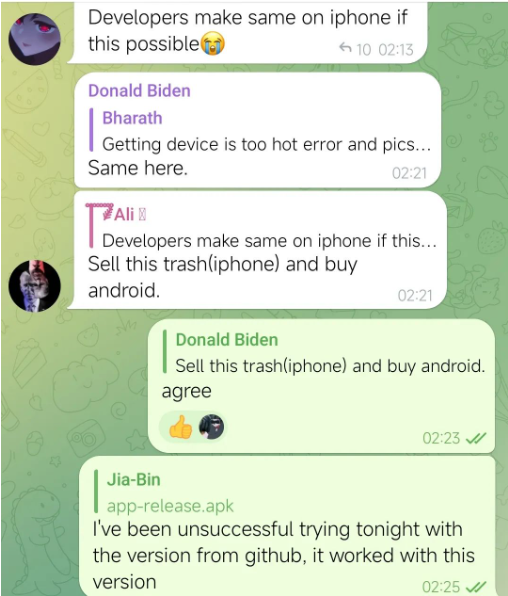 Developers make same on iphone if
this possible😭
10 02:13
Donald Biden
Bharath
Getting device is too hot error and pics...
Same here.
02:21
Ali
Developers make same on iphone if this...
Sell this trash(iphone) and buy
android.
02:21
Donald Biden
Sell this trash(iphone) and buy android.
agree
👍
02:23
Jia-Bin
app-release.apk
I've been unsuccessful trying tonight with
the version from github, it worked with this
version
02:25